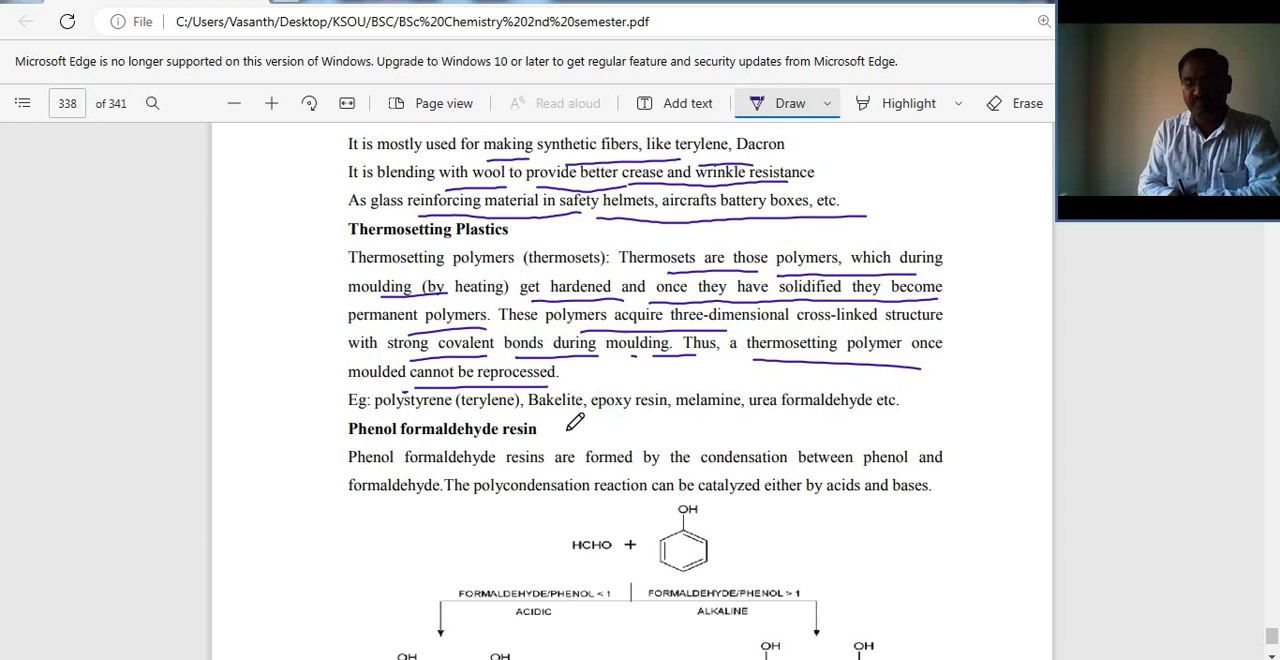 File
C:/Users/Vasanth/Desktop/KSOU/BSC/BSc%20Chemistry%202nd%20semester.pdf
Microsoft Edge is no longer supported on this version of Windows. Upgrade to Windows 10 or later to get regular feature and security updates from Microsoft Edge.
338 of 341
Page view
Read aloud
Add text
Draw
Highlight
Erase
It is mostly used for making synthetic fibers, like terylene, Dacron
It is blending with wool to provide better crease and wrinkle resistance
As glass reinforcing material in safety helmets, aircrafts battery boxes, etc.
Thermosetting Plastics
Thermosetting polymers (thermosets): Thermosets are those polymers, which during
moulding (by heating) get hardened and once they have solidified they become
permanent polymers. These polymers acquire three-dimensional cross-linked structure
with strong covalent bonds during moulding. Thus, a thermosetting polymer once
moulded cannot be reprocessed.
Eg: polystyrene (terylene), Bakelite, epoxy resin, melamine, urea formaldehyde etc.
Phenol formaldehyde resin
Phenol formaldehyde resins are formed by the condensation between phenol and
formaldehyde.The polycondensation reaction can be catalyzed either by acids and bases.
OH
HCHO +
FORMALDEHYDE/PHENOL < 1
FORMALDEHYDE/PHENOL > 1
ACIDIC
ALKALINE
OH OH
OH OH